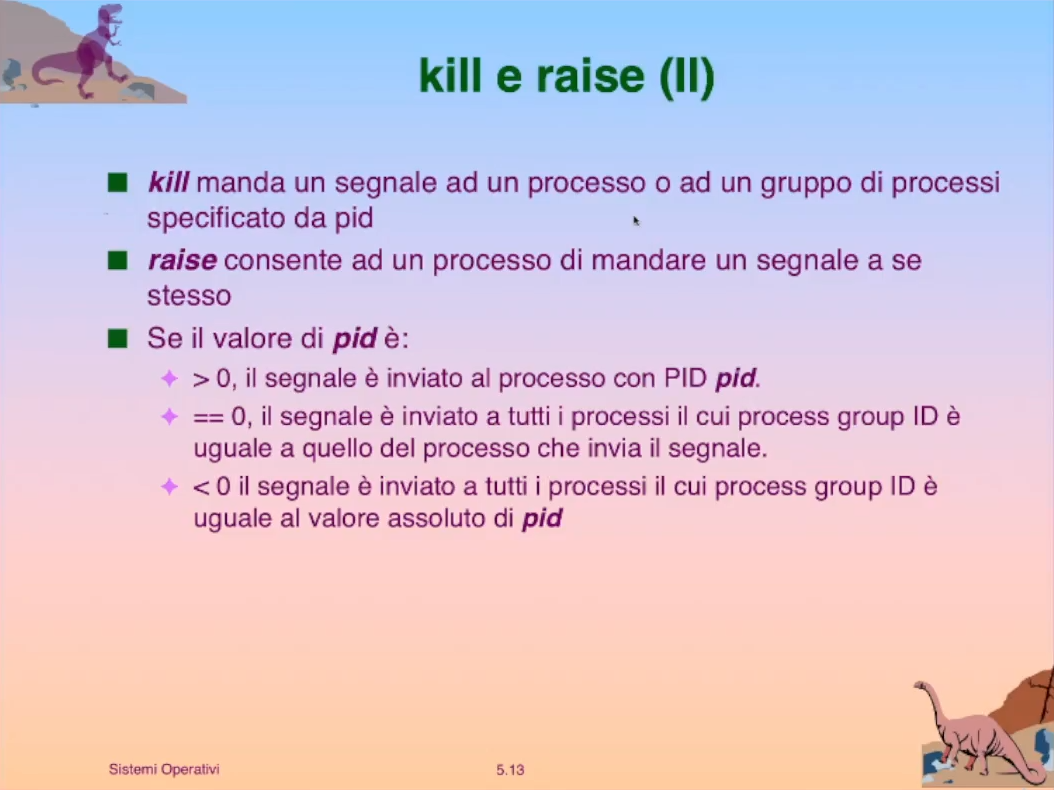 kill e raise (II)
kill manda un segnale ad un processo o ad un gruppo di processi
specificato da pid
raise consente ad un processo di mandare un segnale a se
stesso
Se il valore di pid è:
> 0, il segnale è inviato al processo con PID pid.
== 0, il segnale è inviato a tutti i processi il cui process group ID è
uguale a quello del processo che invia il segnale.
< 0 il segnale è inviato a tutti i processi il cui process group ID è
uguale al valore assoluto di pid
Sistemi Operativi
5.13